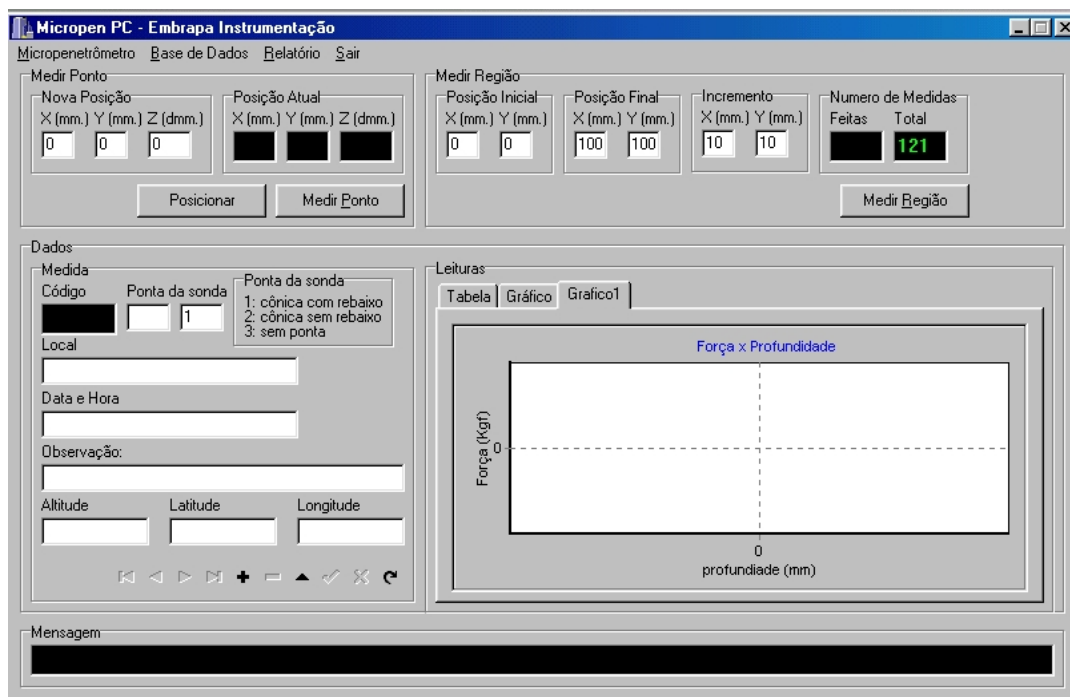 Micropen PC - Embrapa Instrumentação
Micropenetrômetro Base de Dados Relatório Sair
Medir Ponto
Nova Posição
X (mm.) Y (mm.) Z (dmm.)
0 0 0
Posição Atual
X (mm.) Y (mm.) Z (dmm.)
Posicionar
Medir Ponto
Medir Região
Posição Inicial
X (mm.) Y (mm.)
0 0
Posição Final
X (mm.) Y (mm.)
100 100
Incremento
X (mm.) Y (mm.)
10 10
Numero de Medidas
Feitas Total
121
Medir Região
Dados
Medida
Código
Ponta da sonda
1
Ponta da sonda
1: cônica com rebaixo
2: cônica sem rebaixo
3: sem ponta
Local
Data e Hora
Observação:
Altitude Latitude Longitude
Leituras
Tabela Gráfico Grafico1
Força x Profundidade
Força (Kgf)
0
0
profundiade (mm)
Mensagem